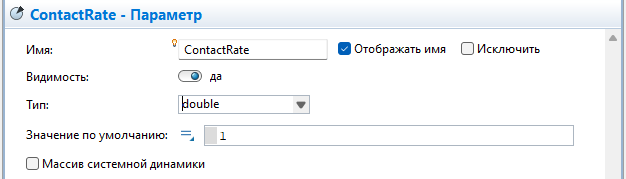 ContactRate - Параметр
Имя: ContactRate Отображать имя Исключить
Видимость: да
Тип: double
Значение по умолчанию: 1
Массив системной динамики